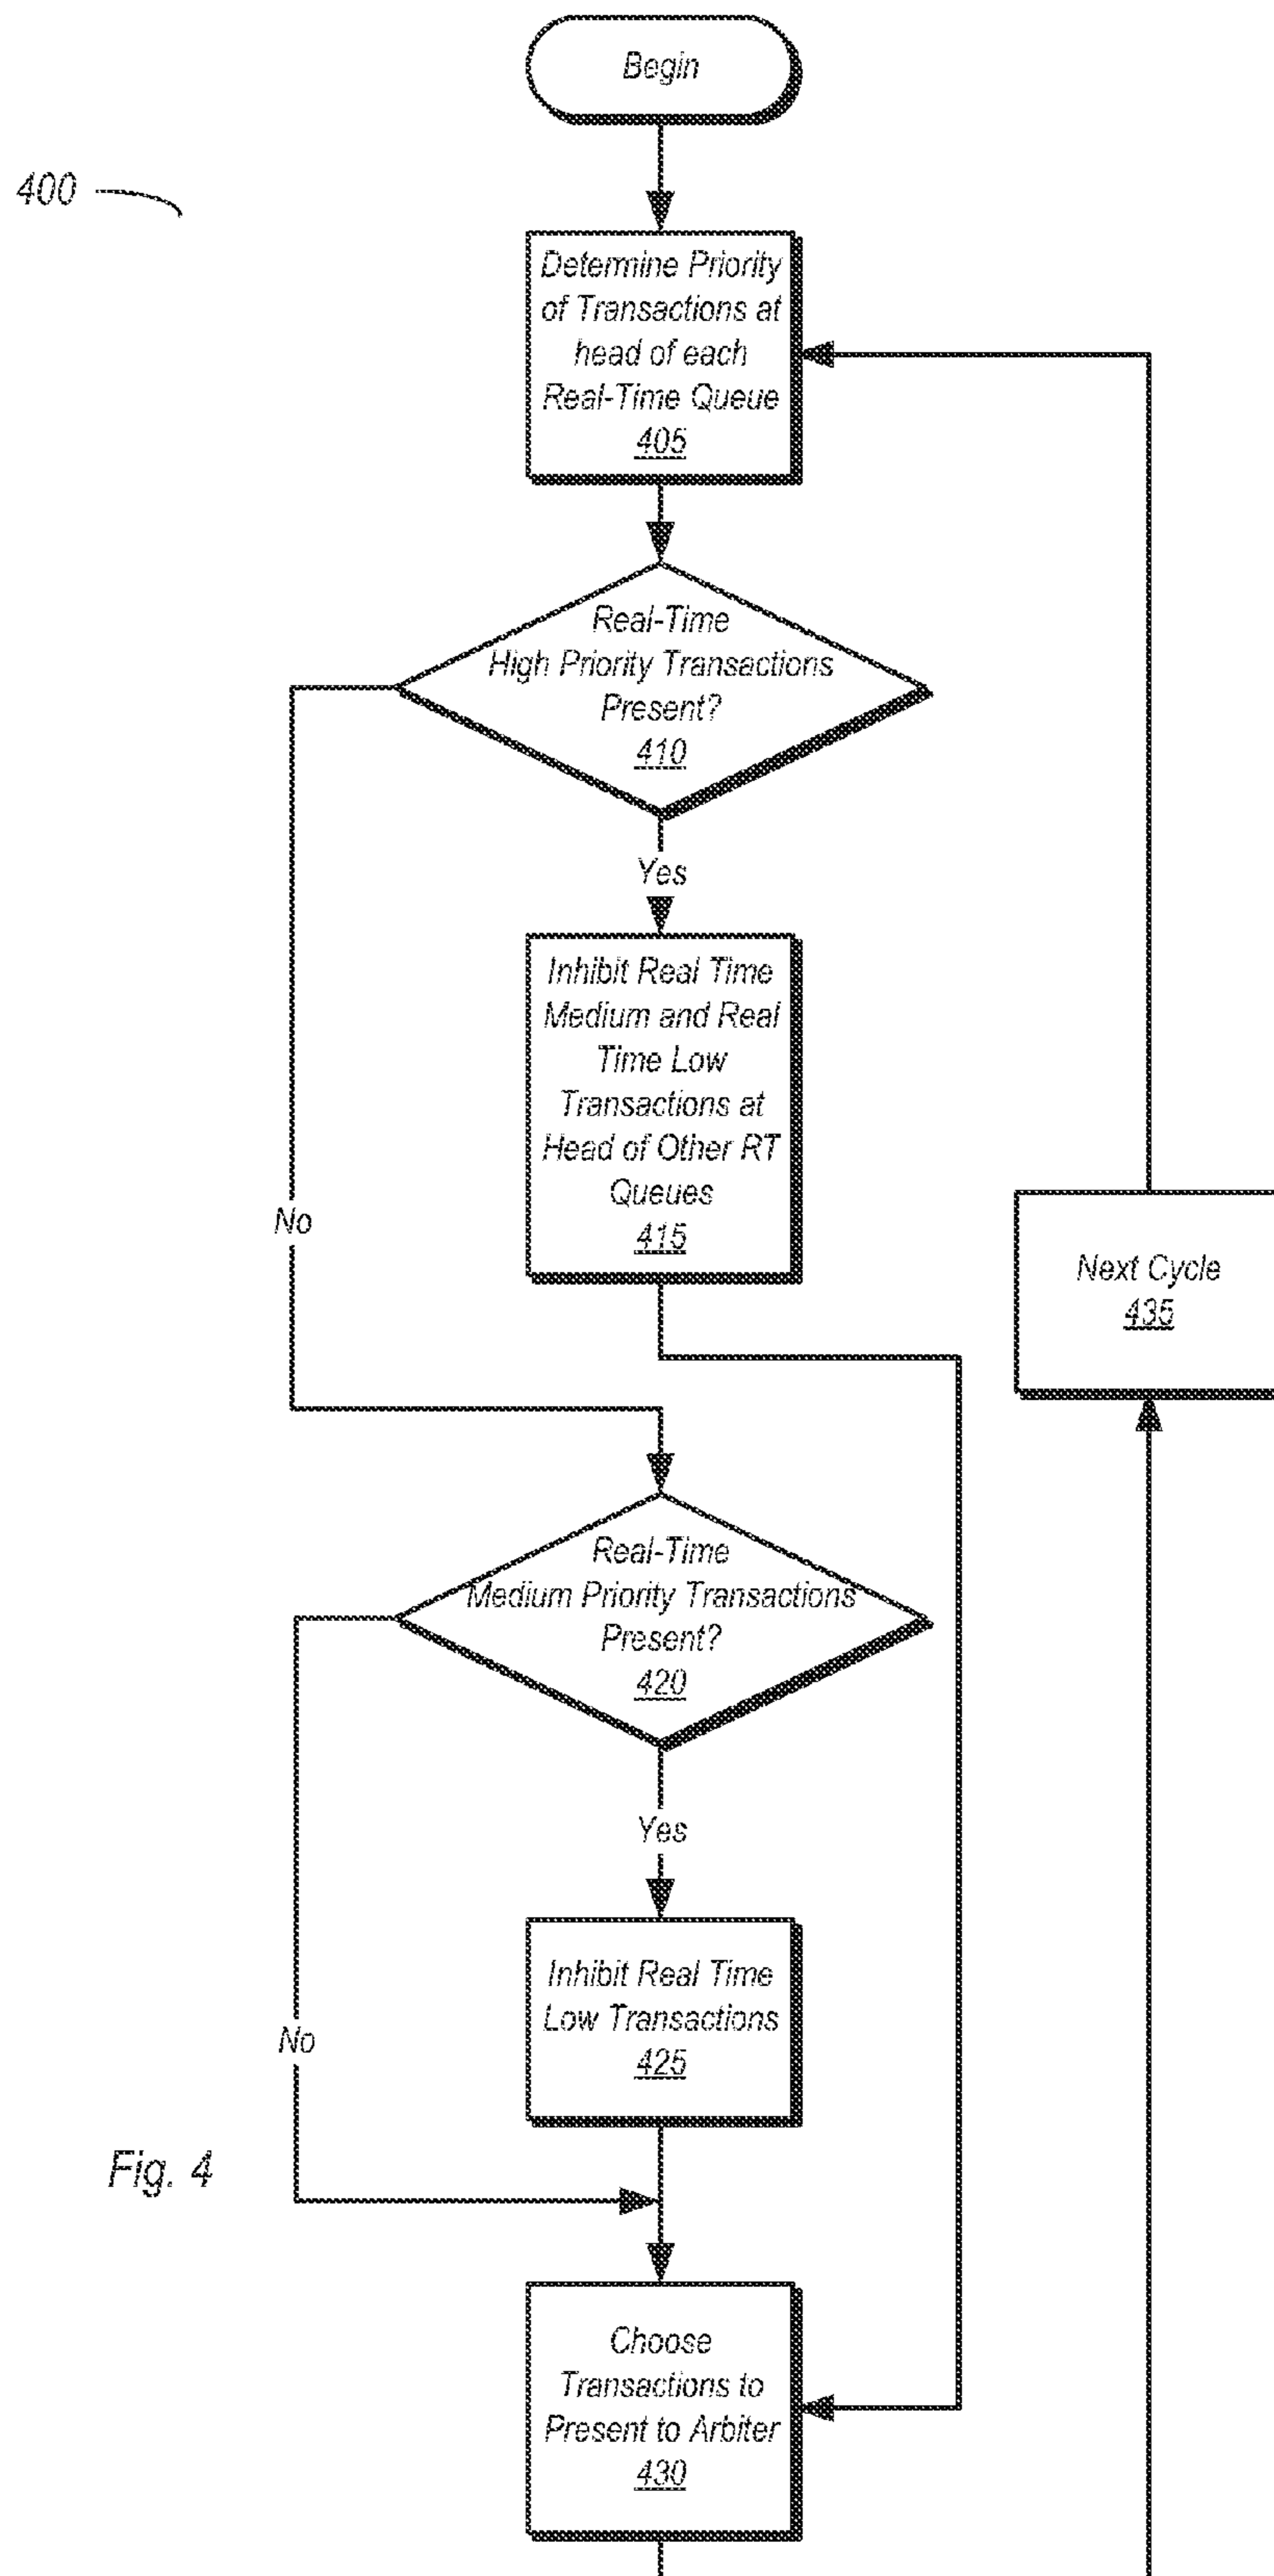 Begin
400
Determine Priority
of Transactions at
head of each
Real-Time Queue
405
Real-Time
High Priority Transactions
Present?
410
Yes
Inhibit Real Time
Medium and Real
Time Low
Transactions at
Head of Other RT
Queues
415
No
Next Cycle
435
Real-Time
Medium Priority Transactions
Present?
420
Yes
Inhibit Real Time
Low Transactions
425
No
Fig. 4
Choose
Transactions to
Present to Arbiter
430